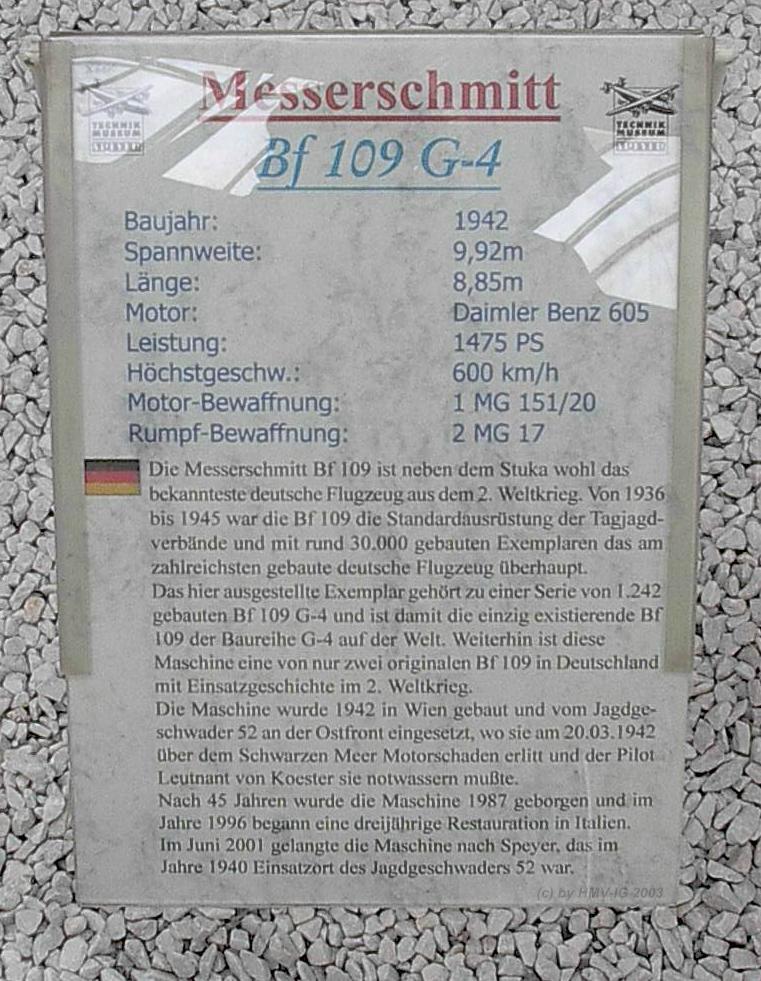 Messerschmitt
TECHNIK MUSEUM SPEYER
TECHNIK MUSEUM SPEYER
Bf 109 G-4
Baujahr: 1942
Spannweite: 9,92m
Länge: 8,85m
Motor: Daimler Benz 605
Leistung: 1475 PS
Höchstgeschw.: 600 km/h
Motor-Bewaffnung: 1 MG 151/20
Rumpf-Bewaffnung: 2 MG 17
Die Messerschmitt Bf 109 ist neben dem Stuka wohl das
bekannteste deutsche Flugzeug aus dem 2. Weltkrieg. Von 1936
bis 1945 war die Bf 109 die Standardausrüstung der Tagjagd-
verbände und mit rund 30.000 gebauten Exemplaren das am
zahlreichsten gebaute deutsche Flugzeug überhaupt.
Das hier ausgestellte Exemplar gehört zu einer Serie von 1.242
gebauten Bf 109 G-4 und ist damit die einzig existierende Bf
109 der Baureihe G-4 auf der Welt. Weiterhin ist diese
Maschine eine von nur zwei originalen Bf 109 in Deutschland
mit Einsatzgeschichte im 2. Weltkrieg.
Die Maschine wurde 1942 in Wien gebaut und vom Jagdge-
schwader 52 an der Ostfront eingesetzt, wo sie am 20.03.1942
über dem Schwarzen Meer Motorschaden erlitt und der Pilot
Leutnant von Koester sie notwassern mußte.
Nach 45 Jahren wurde die Maschine 1987 geborgen und im
Jahre 1996 begann eine dreijährige Restauration in Italien.
Im Juni 2001 gelangte die Maschine nach Speyer, das im
Jahre 1940 Einsatzort des Jagdgeschwaders 52 war.
(c) by HMV-IG 2003